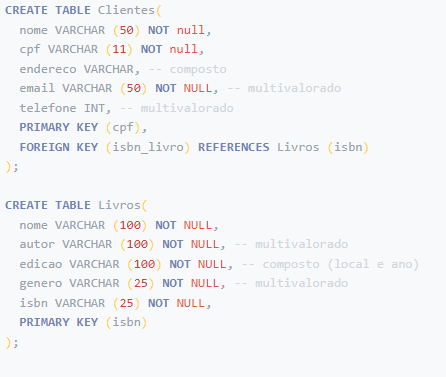 CREATE TABLE Clientes(
nome VARCHAR (50) NOT null,
cpf VARCHAR (11) NOT null,
endereco VARCHAR, -- composto
email VARCHAR (50) NOT NULL, -- multivalorado
telefone INT, -- multivalorado
PRIMARY KEY (cpf),
FOREIGN KEY (isbn_livro) REFERENCES Livros (isbn)
);
CREATE TABLE Livros(
nome VARCHAR (100) NOT NULL,
autor VARCHAR (100) NOT NULL, -- multivalorado
edicao VARCHAR (100) NOT NULL, -- composto (local e ano)
genero VARCHAR (25) NOT NULL, -- multivalorado
isbn VARCHAR (25) NOT NULL,
PRIMARY KEY (isbn)
);